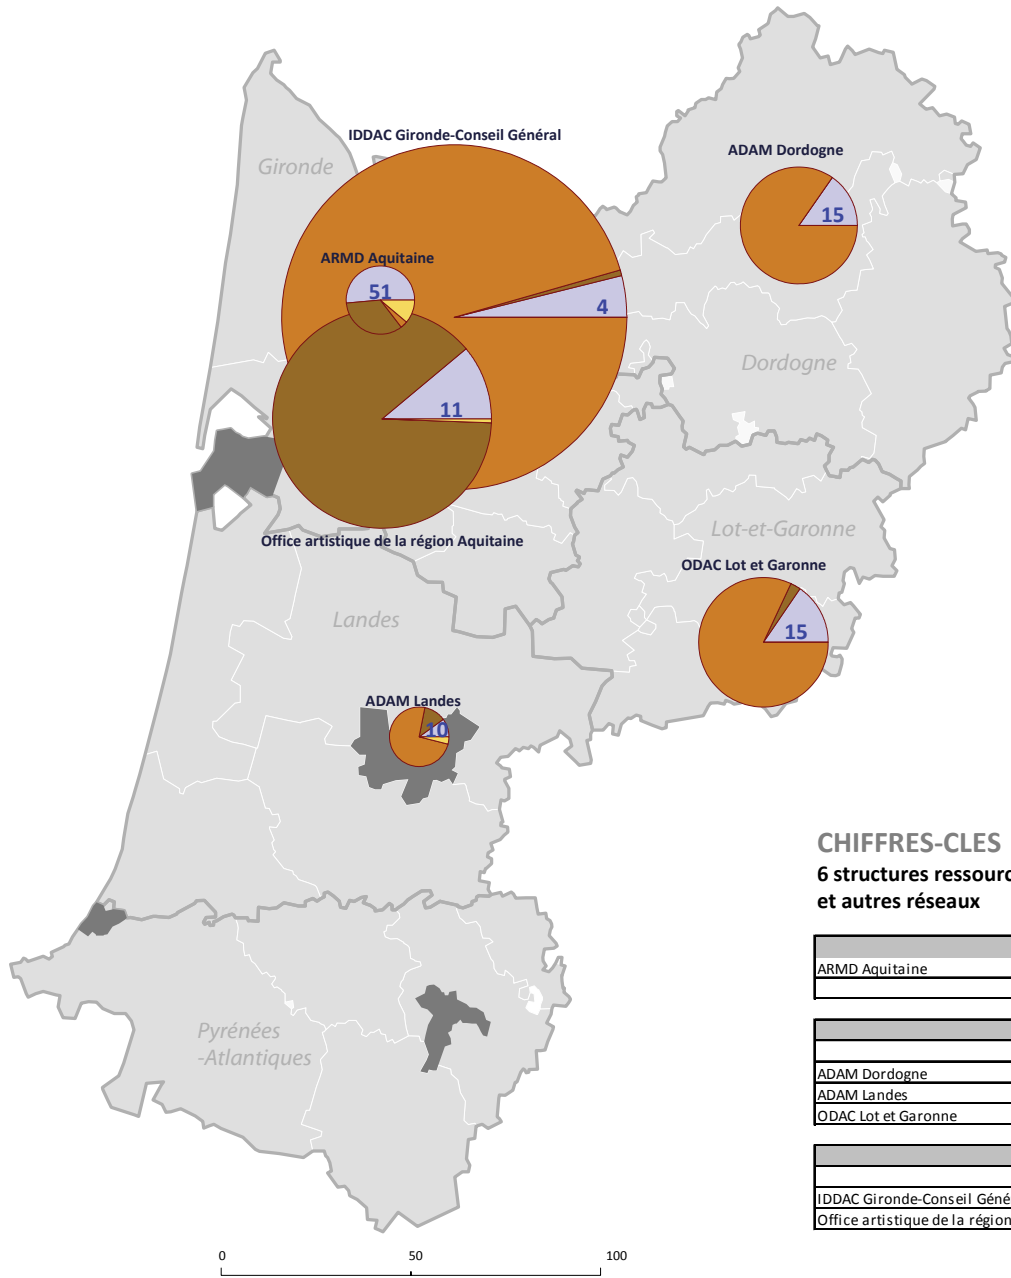 IDDAC Gironde-Conseil Général
Gironde
ADAM Dordogne
15
ARMD Aquitaine
51
4
Dordogne
11
Lot-et-Garonne
Office artistique de la région Aquitaine
ODAC Lot et Garonne
Landes
15
ADAM Landes
10
CHIFFRES-CLES
6 structures ressourc
et autres réseaux
ARMD Aquitaine
Pyrénées
-Atlantiques
ADAM Dordogne
ADAM Landes
ODAC Lot et Garonne
IDDAC Gironde-Conseil Géné
Office artistique de la région
0 50 100